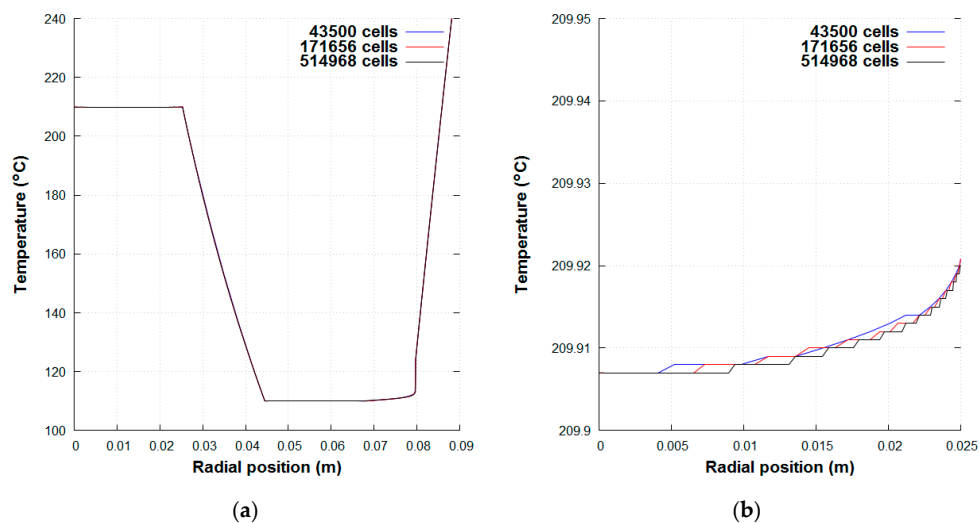 240
220
200
180
160
140
120
100
Temperature (°C)
43500 cells
171656 cells
514968 cells
0 0.01 0.02 0.03 0.04 0.05 0.06 0.07 0.08 0.09
Radial position (m)
(a)
209.95
209.94
209.93
209.92
209.91
209.9
Temperature (°C)
43500 cells
171656 cells
514968 cells
0 0.005 0.01 0.015 0.02 0.025
Radial position (m)
(b)